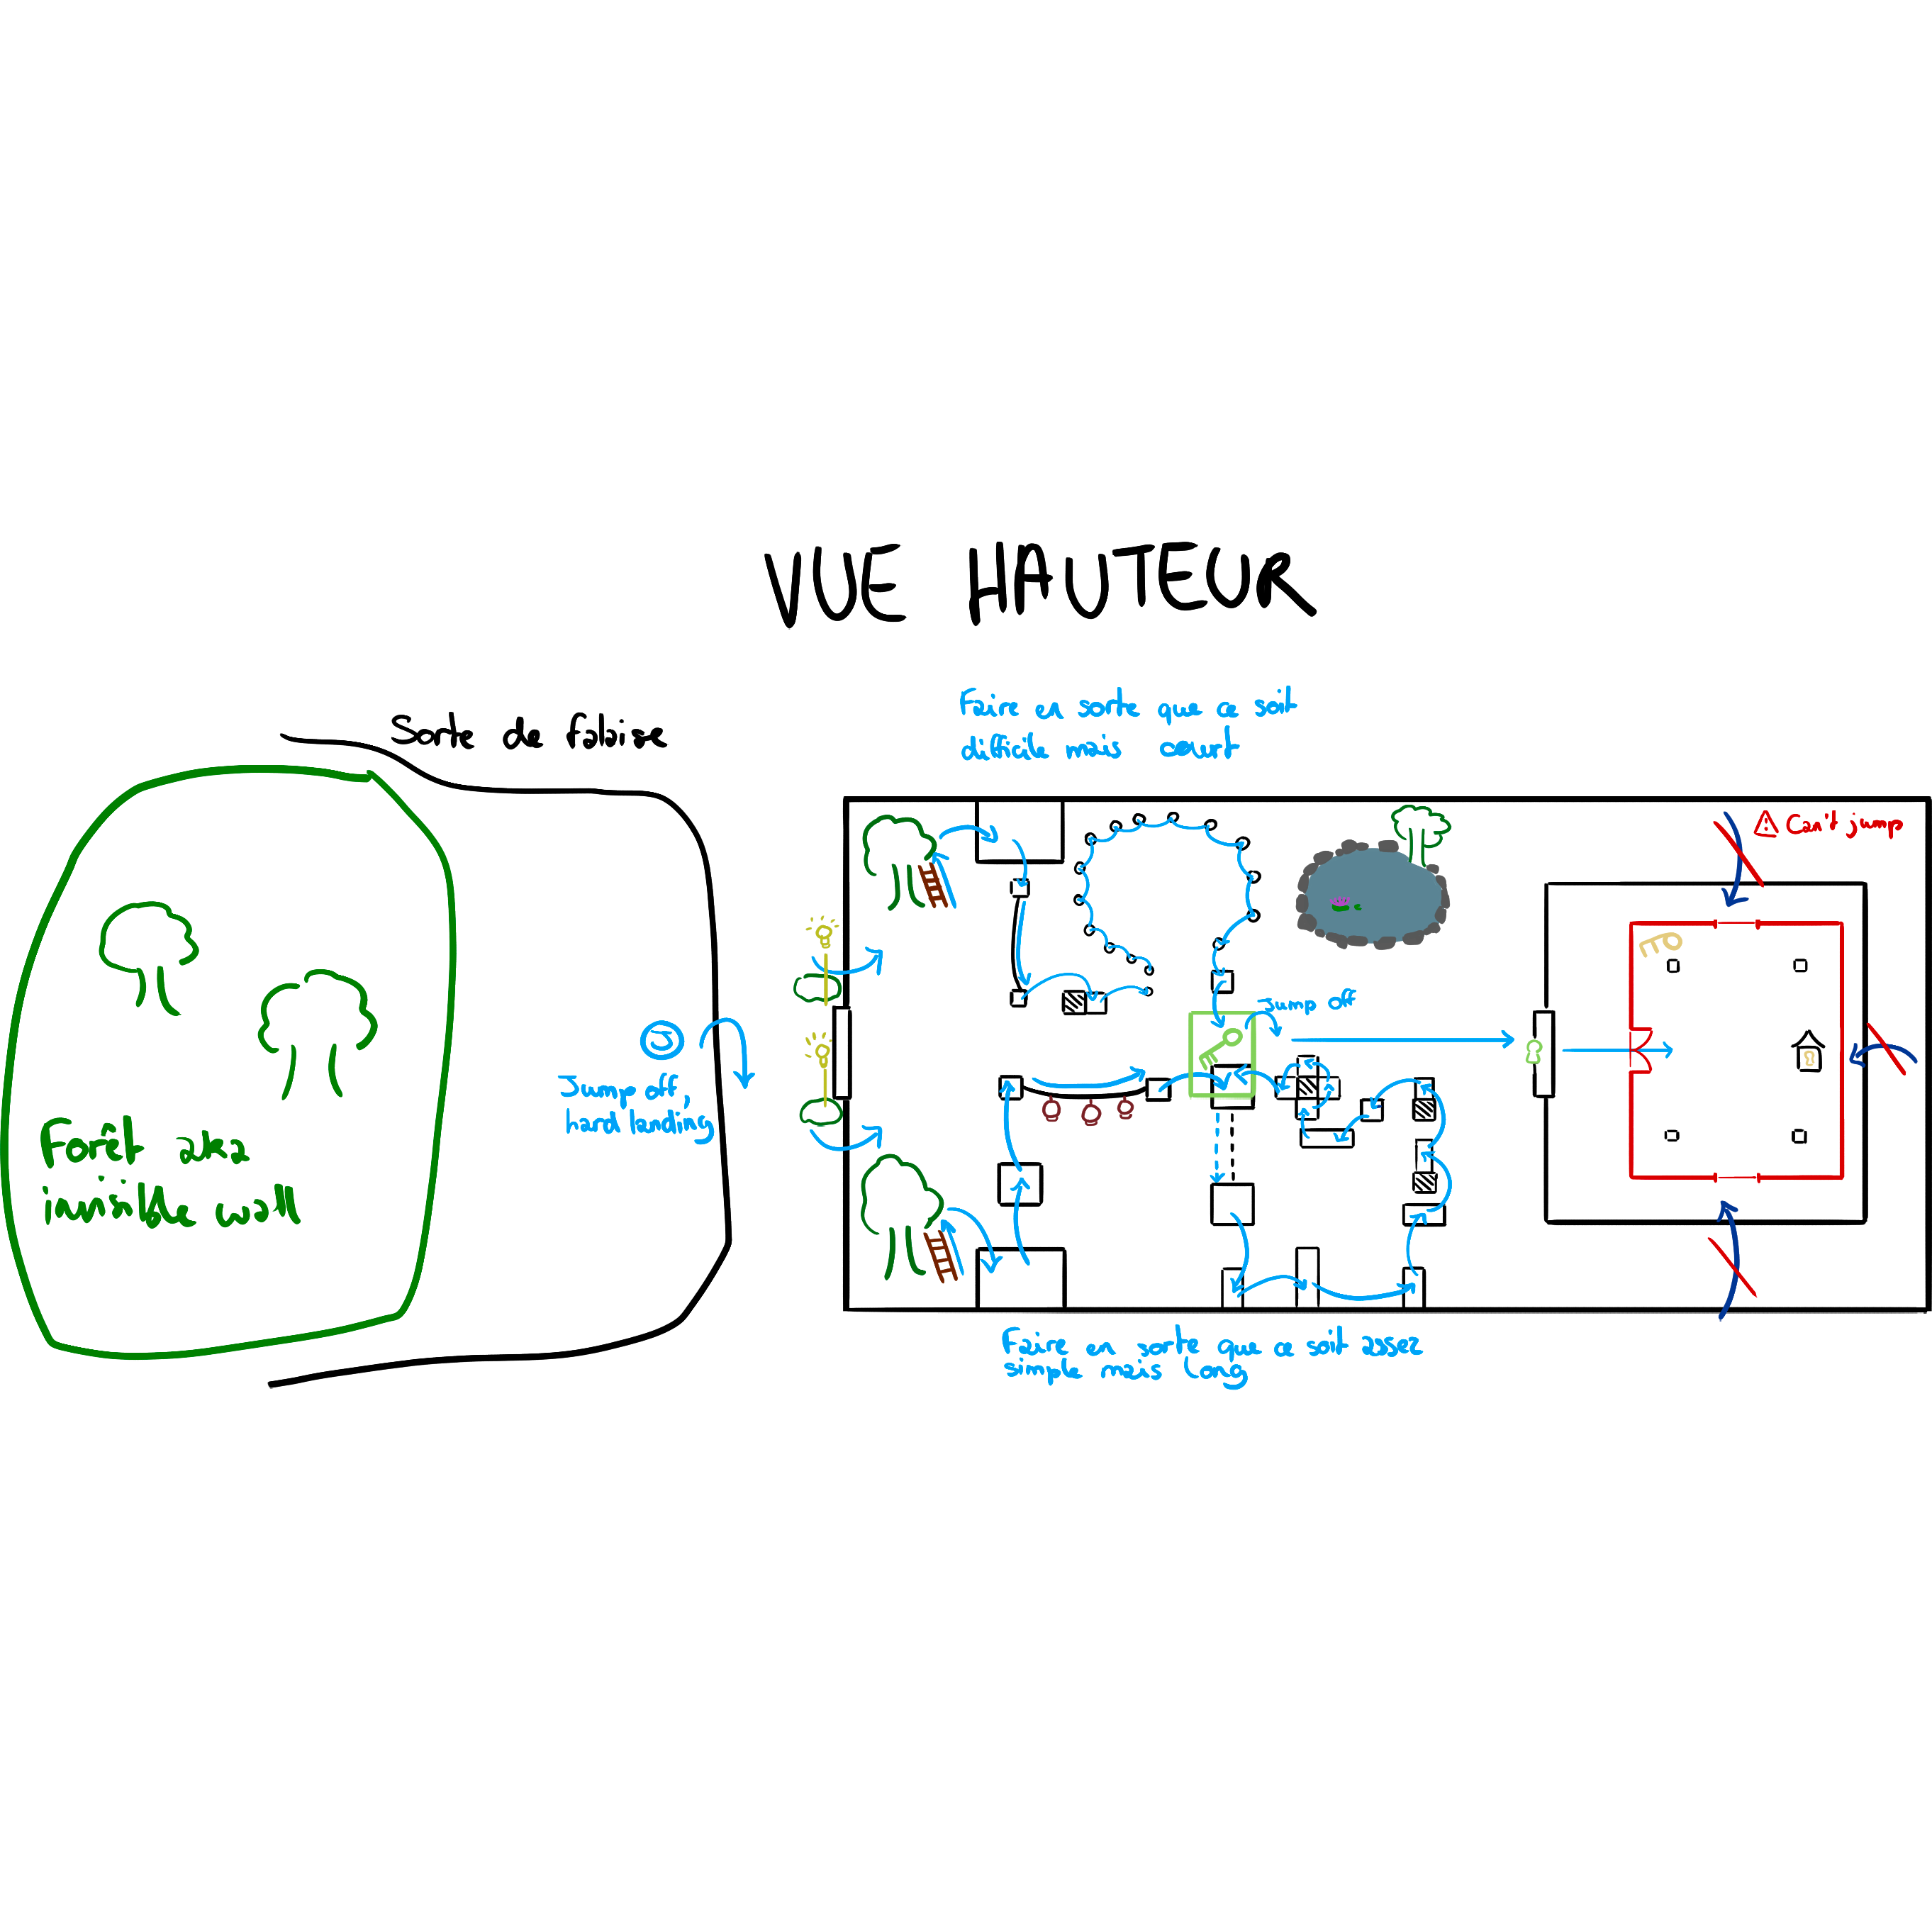 VUE HAUTEUR
Faire en sorte que ce soit
difficile mais court
Sorte de falaise
⚠ Can't jump
Jump off
Jump off,
hard landing
Forêt aka
invisible wall
Faire en sorte que ce soit assez
simple mais long